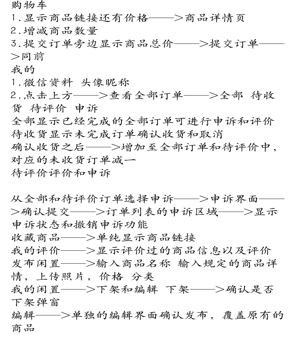 购物车
1.显示商品链接还有价格——>商品详情页
2.增减商品数量
3.提交订单旁边显示商品总价——>提交订单——
>同前
我的
1.微信资料 头像昵称
2.点击上方——>查看全部订单——>全部 待收
货 待评价 申诉
全部显示已经完成的全部订单可进行申诉和评价
待收货显示未完成订单确认收货和取消
确认收货之后——>增加至全部订单和待评价中，
对应的未收货订单减一
待评价评价和申诉
从全部和待评价订单选择申诉——>申诉界面——
>确认提交——>订单列表的申诉区域——>显示
申诉状态和撤销申诉功能
收藏商品——>单纯显示商品链接
我的评价——>显示评价过的商品信息以及评价
发布闲置——>输入商品名称 输入规定的商品详
情，上传照片，价格 分类
我的闲置——>下架和编辑 下架——>确认是否
下架弹窗
编辑——>单独的编辑界面确认发布，覆盖原有的
商品